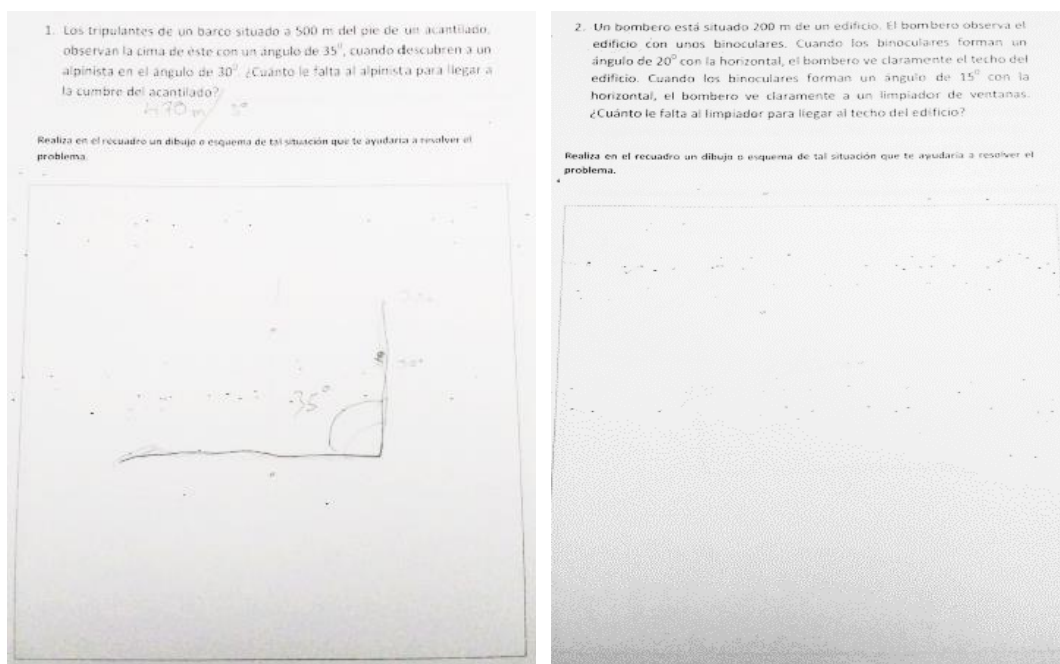 1. Los tripulantes de un barco situado a 500 m del pie de un acantilado,
observan la cima de éste con un ángulo de 35°, cuando descubren a un
alpinista en el ángulo de 30°. ¿Cuánto le falta al alpinista para llegar a
la cumbre del acantilado?
470 m/ 5°
Realiza en el recuadro un dibujo o esquema de tal situación que te ayudaría a resolver el
problema.
35°
2. Un bombero está situado 200 m de un edificio. El bombero observa el
edificio con unos binoculares. Cuando los binoculares forman un
ángulo de 20° con la horizontal, el bombero ve claramente el techo del
edificio. Cuando los binoculares forman un ángulo de 15° con la
horizontal, el bombero ve claramente a un limpiador de ventanas.
¿Cuánto le falta al limpiador para llegar al techo del edificio?
Realiza en el recuadro un dibujo o esquema de tal situación que te ayudaría a resolver el
problema.